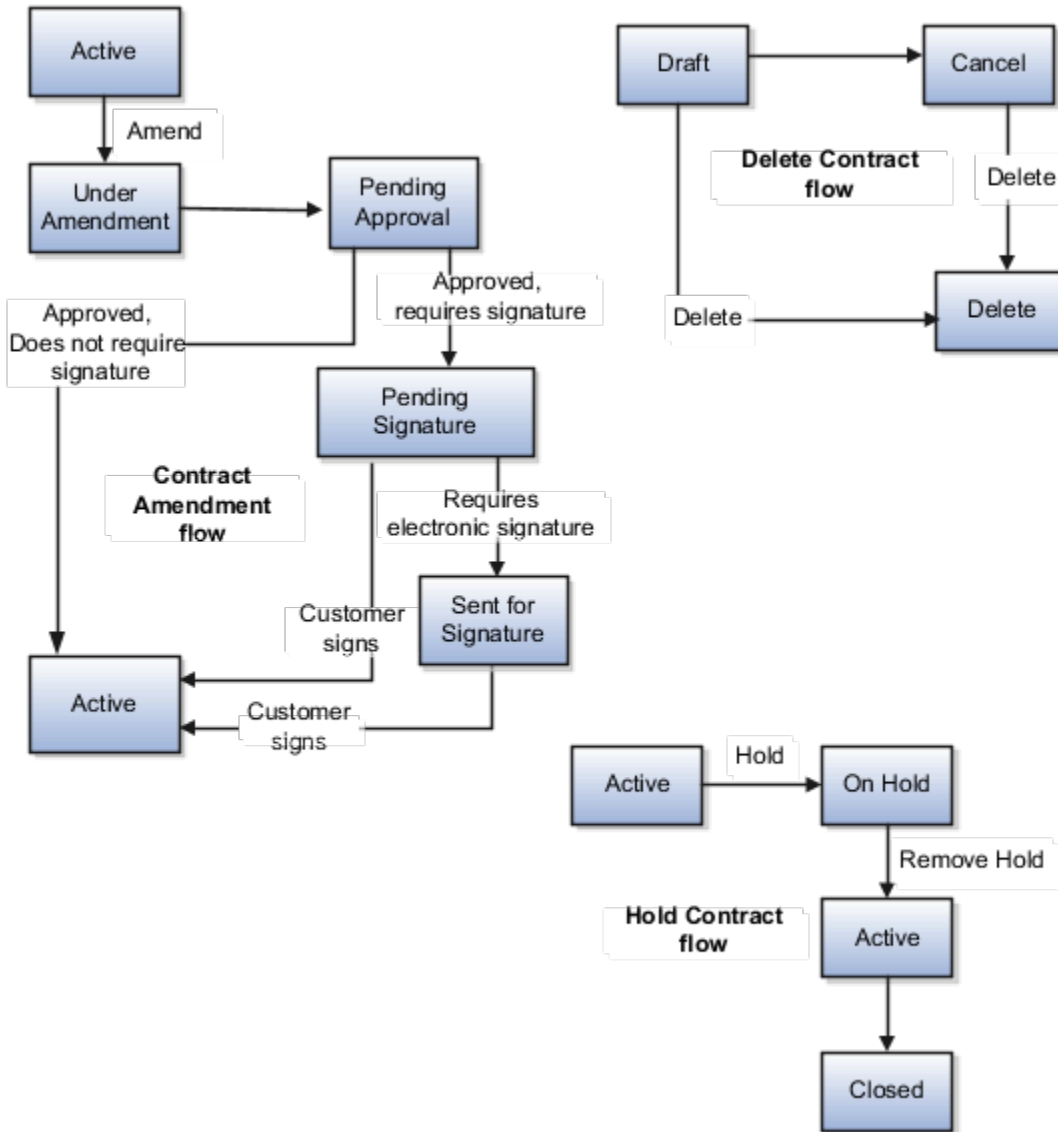 Active
Amend
Under
Amendment
Pending
Approval
Approved,
requires signature
Approved,
Does not require
signature
Pending
Signature
Contract
Amendment
flow
Requires
electronic signature
Sent for
Signature
Customer
signs
Active
Customer
signs
Draft
Cancel
Delete Contract
flow
Delete
Delete
Delete
Active
Hold
On Hold
Remove Hold
Hold Contract
flow
Active
Closed